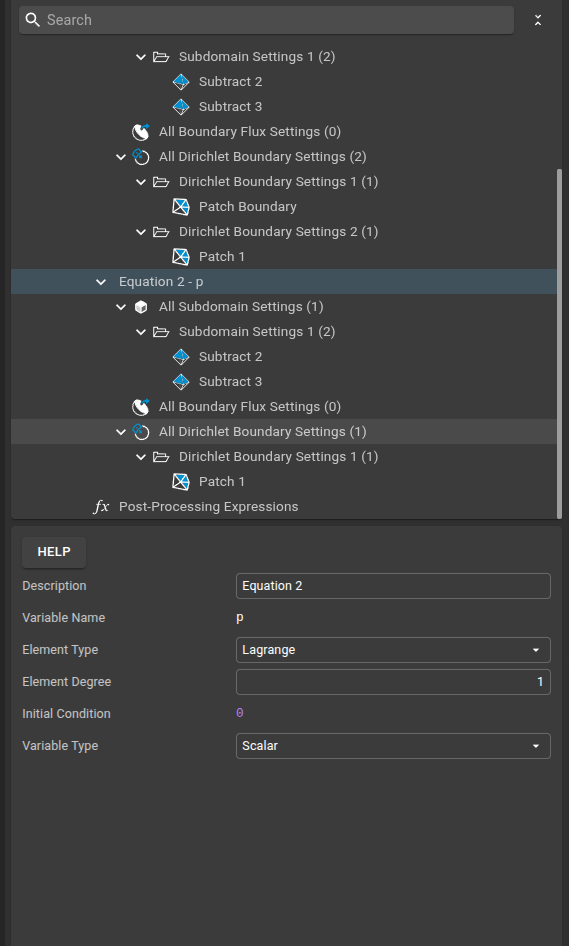 Search
Subdomain Settings 1 (2)
Subtract 2
Subtract 3
All Boundary Flux Settings (0)
All Dirichlet Boundary Settings (2)
Dirichlet Boundary Settings 1 (1)
Patch Boundary
Dirichlet Boundary Settings 2 (1)
Patch 1
Equation 2 - p
All Subdomain Settings (1)
Subdomain Settings 1 (2)
Subtract 2
Subtract 3
All Boundary Flux Settings (0)
All Dirichlet Boundary Settings (1)
Dirichlet Boundary Settings 1 (1)
Patch 1
fx Post-Processing Expressions
HELP
Description Equation 2
Variable Name p
Element Type Lagrange
Element Degree 1
Initial Condition 0
Variable Type Scalar